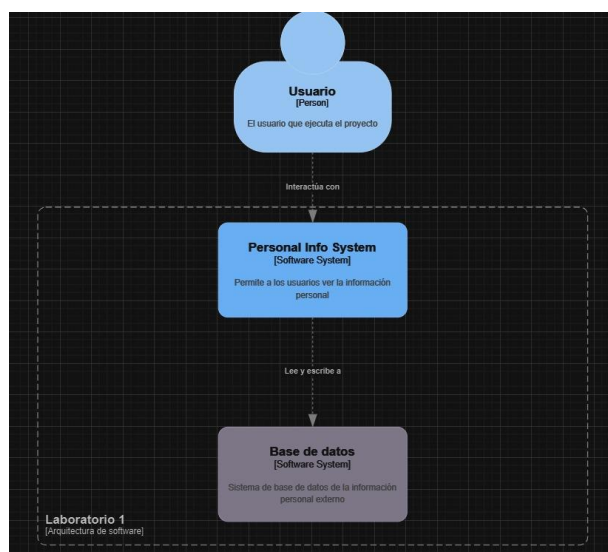 Usuario
[Person]
El usuario que ejecuta el proyecto
Interactúa con
Personal Info System
[Software System]
Permite a los usuarios ver la información
personal
Lee y escribe a
Base de datos
[Software System]
Sistema de base de datos de la información
personal externo
Laboratorio 1
[Arquitectura de software]